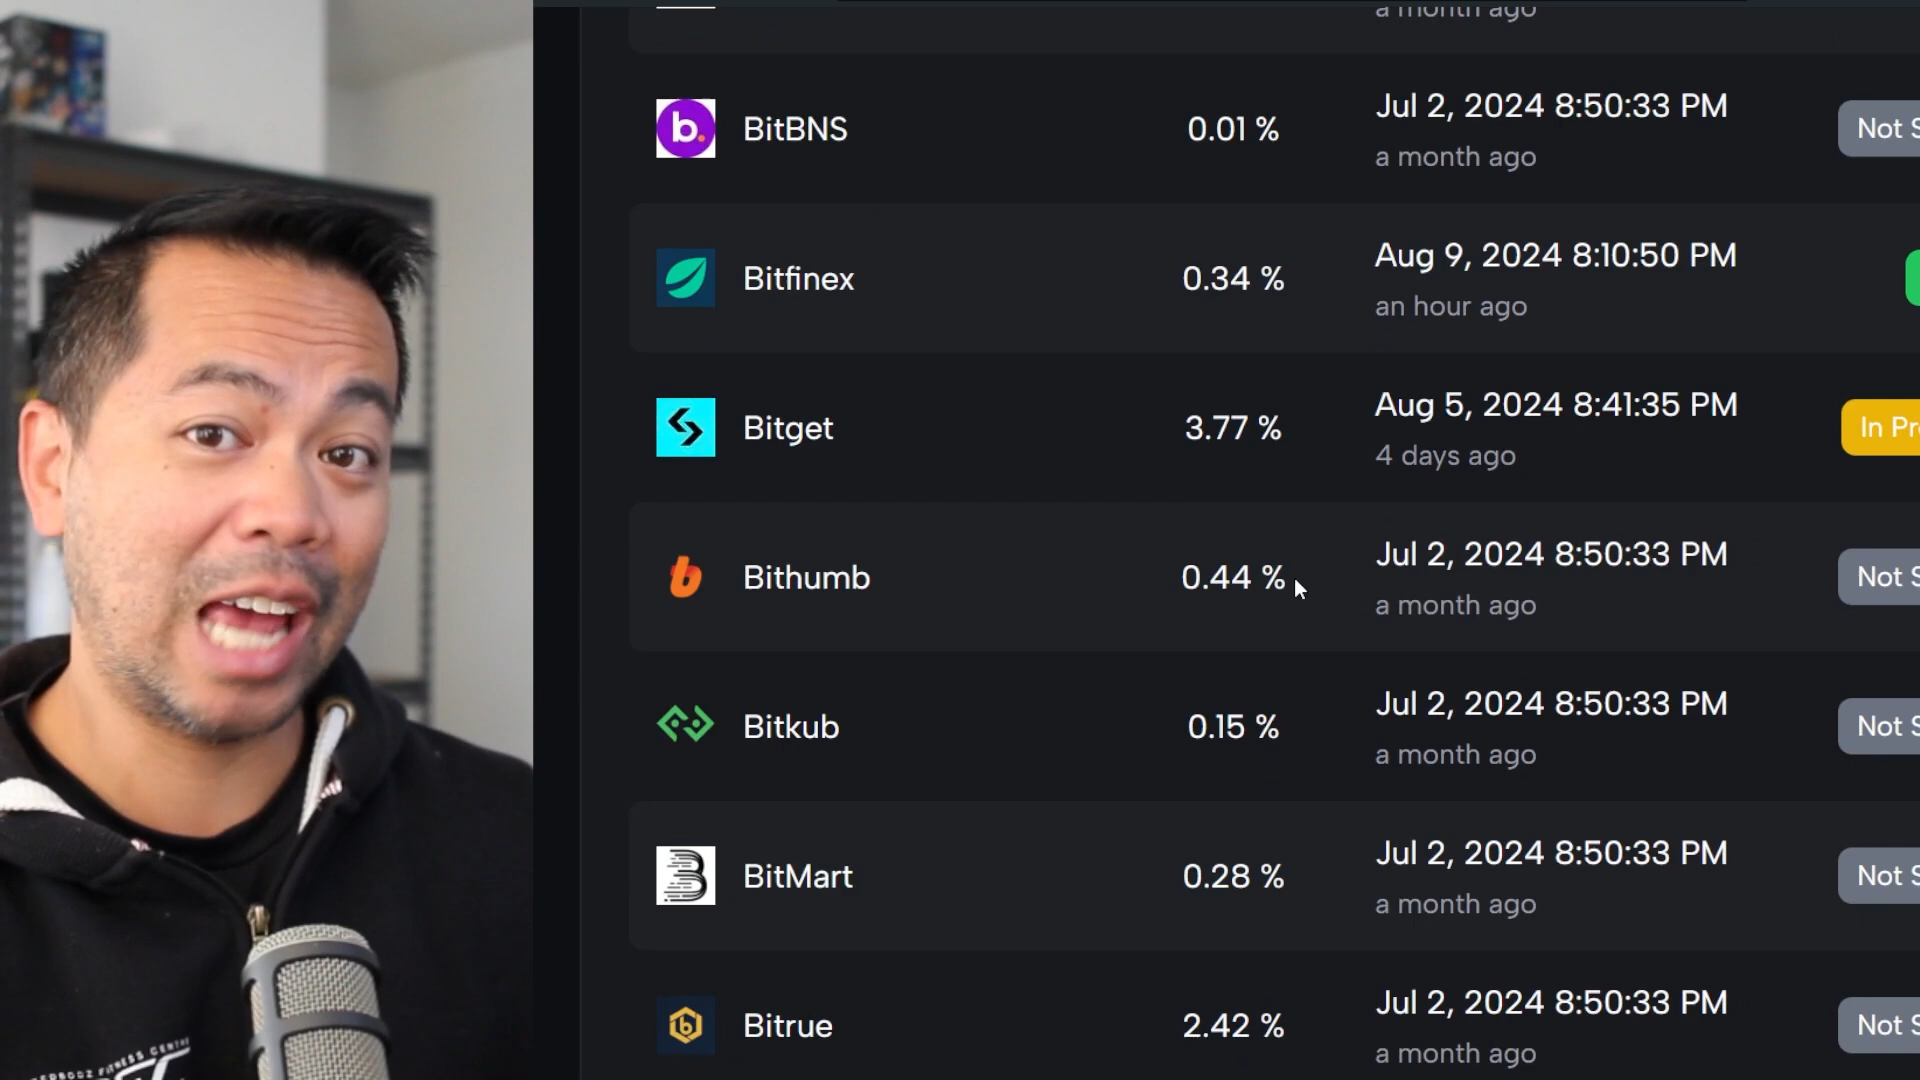 a month ago
BitBNS
0.01 %
Jul 2, 2024 8:50:33 PM
a month ago
Not S
Bitfinex
0.34 %
Aug 9, 2024 8:10:50 PM
an hour ago
Bitget
3.77 %
Aug 5, 2024 8:41:35 PM
4 days ago
In Pr
Bithumb
0.44 %
Jul 2, 2024 8:50:33 PM
a month ago
Not S
Bitkub
0.15 %
Jul 2, 2024 8:50:33 PM
a month ago
Not S
BitMart
0.28 %
Jul 2, 2024 8:50:33 PM
a month ago
Not S
Bitrue
2.42 %
Jul 2, 2024 8:50:33 PM
a month ago
Not S
FITNESS CENTRE